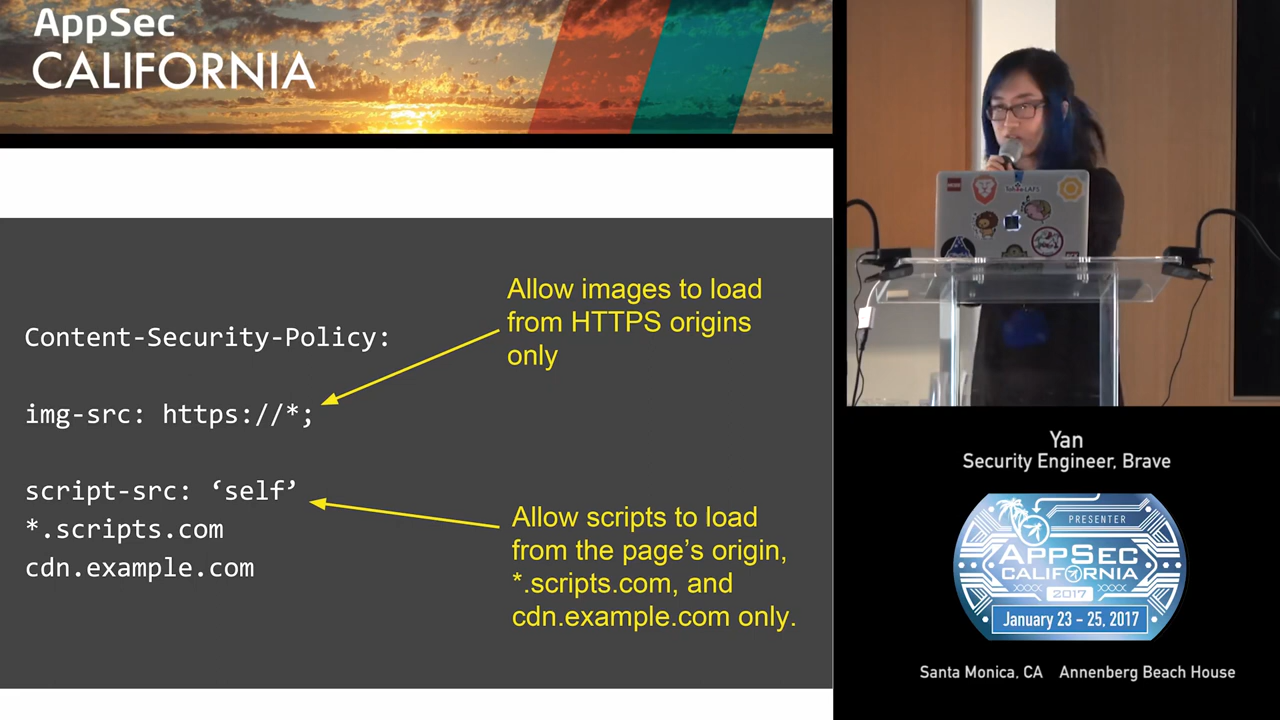 AppSec
CALIFORNIA
Content-Security-Policy:
img-src: https://*;
script-src: ‘self’
*.scripts.com
cdn.example.com
Allow images to load
from HTTPS origins
only
Allow scripts to load
from the page’s origin,
*.scripts.com, and
cdn.example.com only.
Yan
Security Engineer, Brave
PRESENTER
APPSEC
CALIFORNIA
2017
January 23 - 25, 2017
Santa Monica, CA Annenberg Beach House